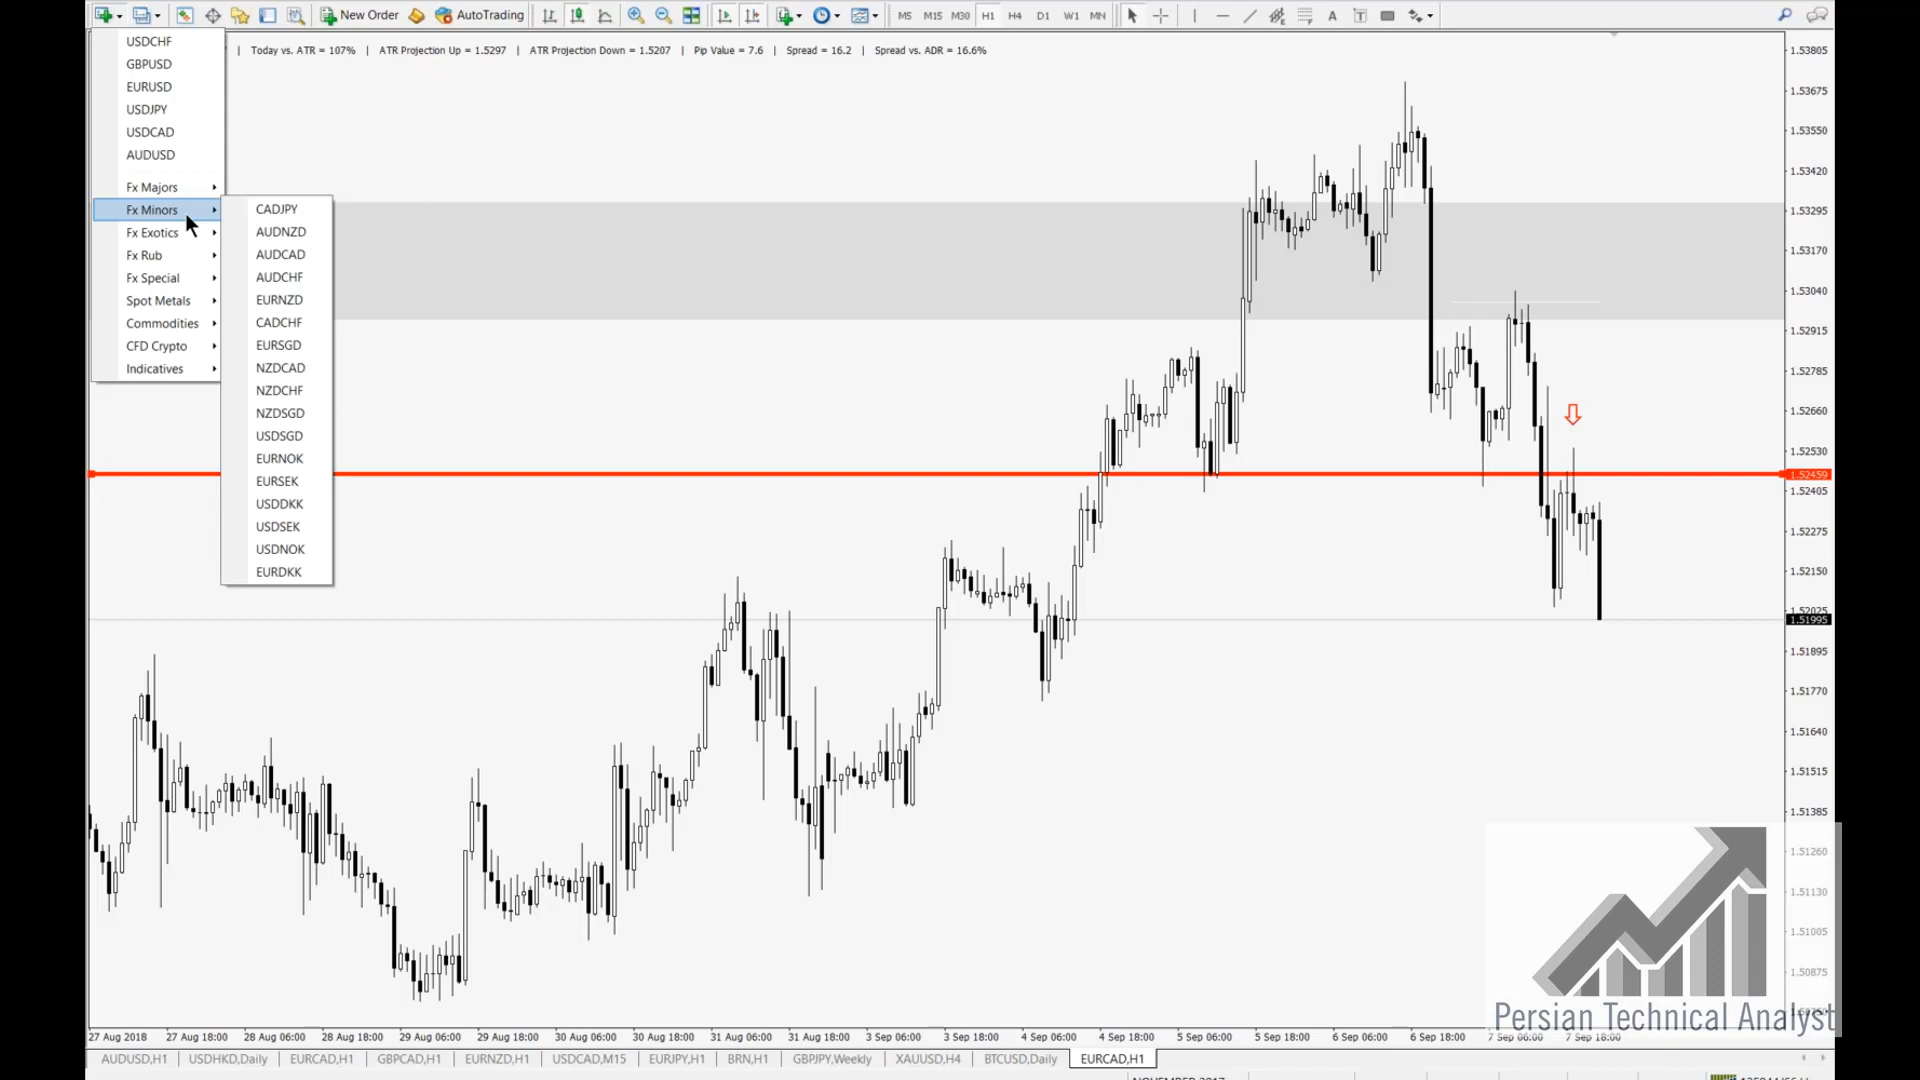 New Order
AutoTrading
A
T
M5 M15 M30 H1 H4 D1 W1 MN
Today vs. ATR = 107% | ATR Projection Up = 1.5297 | ATR Projection Down = 1.5207 | Pip Value = 7.6 | Spread = 16.2 | Spread vs. ADR = 16.6%
USDCHF
GBPUSD
EURUSD
USDJPY
USDCAD
AUDUSD
Fx Majors
Fx Minors
Fx Exotics
Fx Rub
Fx Special
Spot Metals
Commodities
CFD Crypto
Indicatives
CADJPY
AUDNZD
AUDCAD
AUDCHF
EURNZD
CADCHF
EURSGD
NZDCAD
NZDCHF
NZDSGD
USDSGD
EURNOK
EURSEK
USDDKK
USDSEK
USDNOK
EURDKK
1.53805
1.53675
1.53550
1.53420
1.53295
1.53170
1.53040
1.52915
1.52785
1.52660
1.52530
1.52459
1.52405
1.52275
1.52150
1.52025
1.51995
1.51895
1.51770
1.51640
1.51515
1.51385
1.51260
1.51130
1.51005
1.50875
Persian Technical Analyst
27 Aug 2018 27 Aug 18:00 28 Aug 06:00 28 Aug 18:00 29 Aug 06:00 29 Aug 18:00 30 Aug 06:00 30 Aug 18:00 31 Aug 06:00 31 Aug 18:00 3 Sep 06:00 3 Sep 18:00 4 Sep 06:00 4 Sep 18:00 5 Sep 06:00 5 Sep 18:00 6 Sep 06:00 6 Sep 18:00 7 Sep 06:00 7 Sep 18:00
AUDUSD,H1 USDHKD,Daily EURCAD,H1 GBPCAD,H1 EURNZD,H1 USDCAD,M15 EURJPY,H1 BRN,H1 GBPJPY,Weekly XAUUSD,H4 BTCUSD,Daily EURCAD,H1